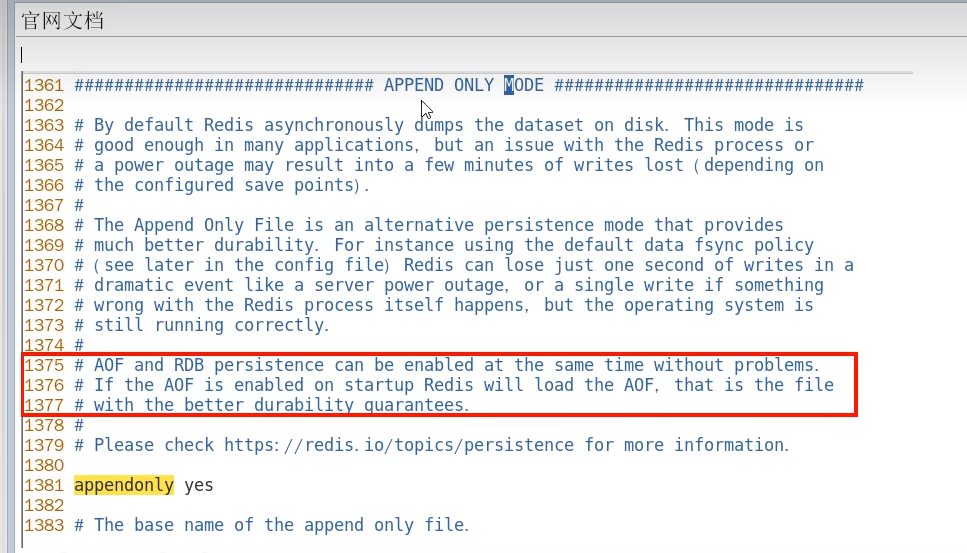 官网文档
1361 ############################## APPEND ONLY MODE ###############################
1362
1363 # By default Redis asynchronously dumps the dataset on disk. This mode is
1364 # good enough in many applications, but an issue with the Redis process or
1365 # a power outage may result into a few minutes of writes lost (depending on
1366 # the configured save points).
1367 #
1368 # The Append Only File is an alternative persistence mode that provides
1369 # much better durability. For instance using the default data fsync policy
1370 # (see later in the config file) Redis can lose just one second of writes in a
1371 # dramatic event like a server power outage, or a single write if something
1372 # wrong with the Redis process itself happens, but the operating system is
1373 # still running correctly.
1374 #
1375 # AOF and RDB persistence can be enabled at the same time without problems.
1376 # If the AOF is enabled on startup Redis will load the AOF, that is the file
1377 # with the better durability guarantees.
1378 #
1379 # Please check https://redis.io/topics/persistence for more information.
1380
1381 appendonly yes
1382
1383 # The base name of the append only file.